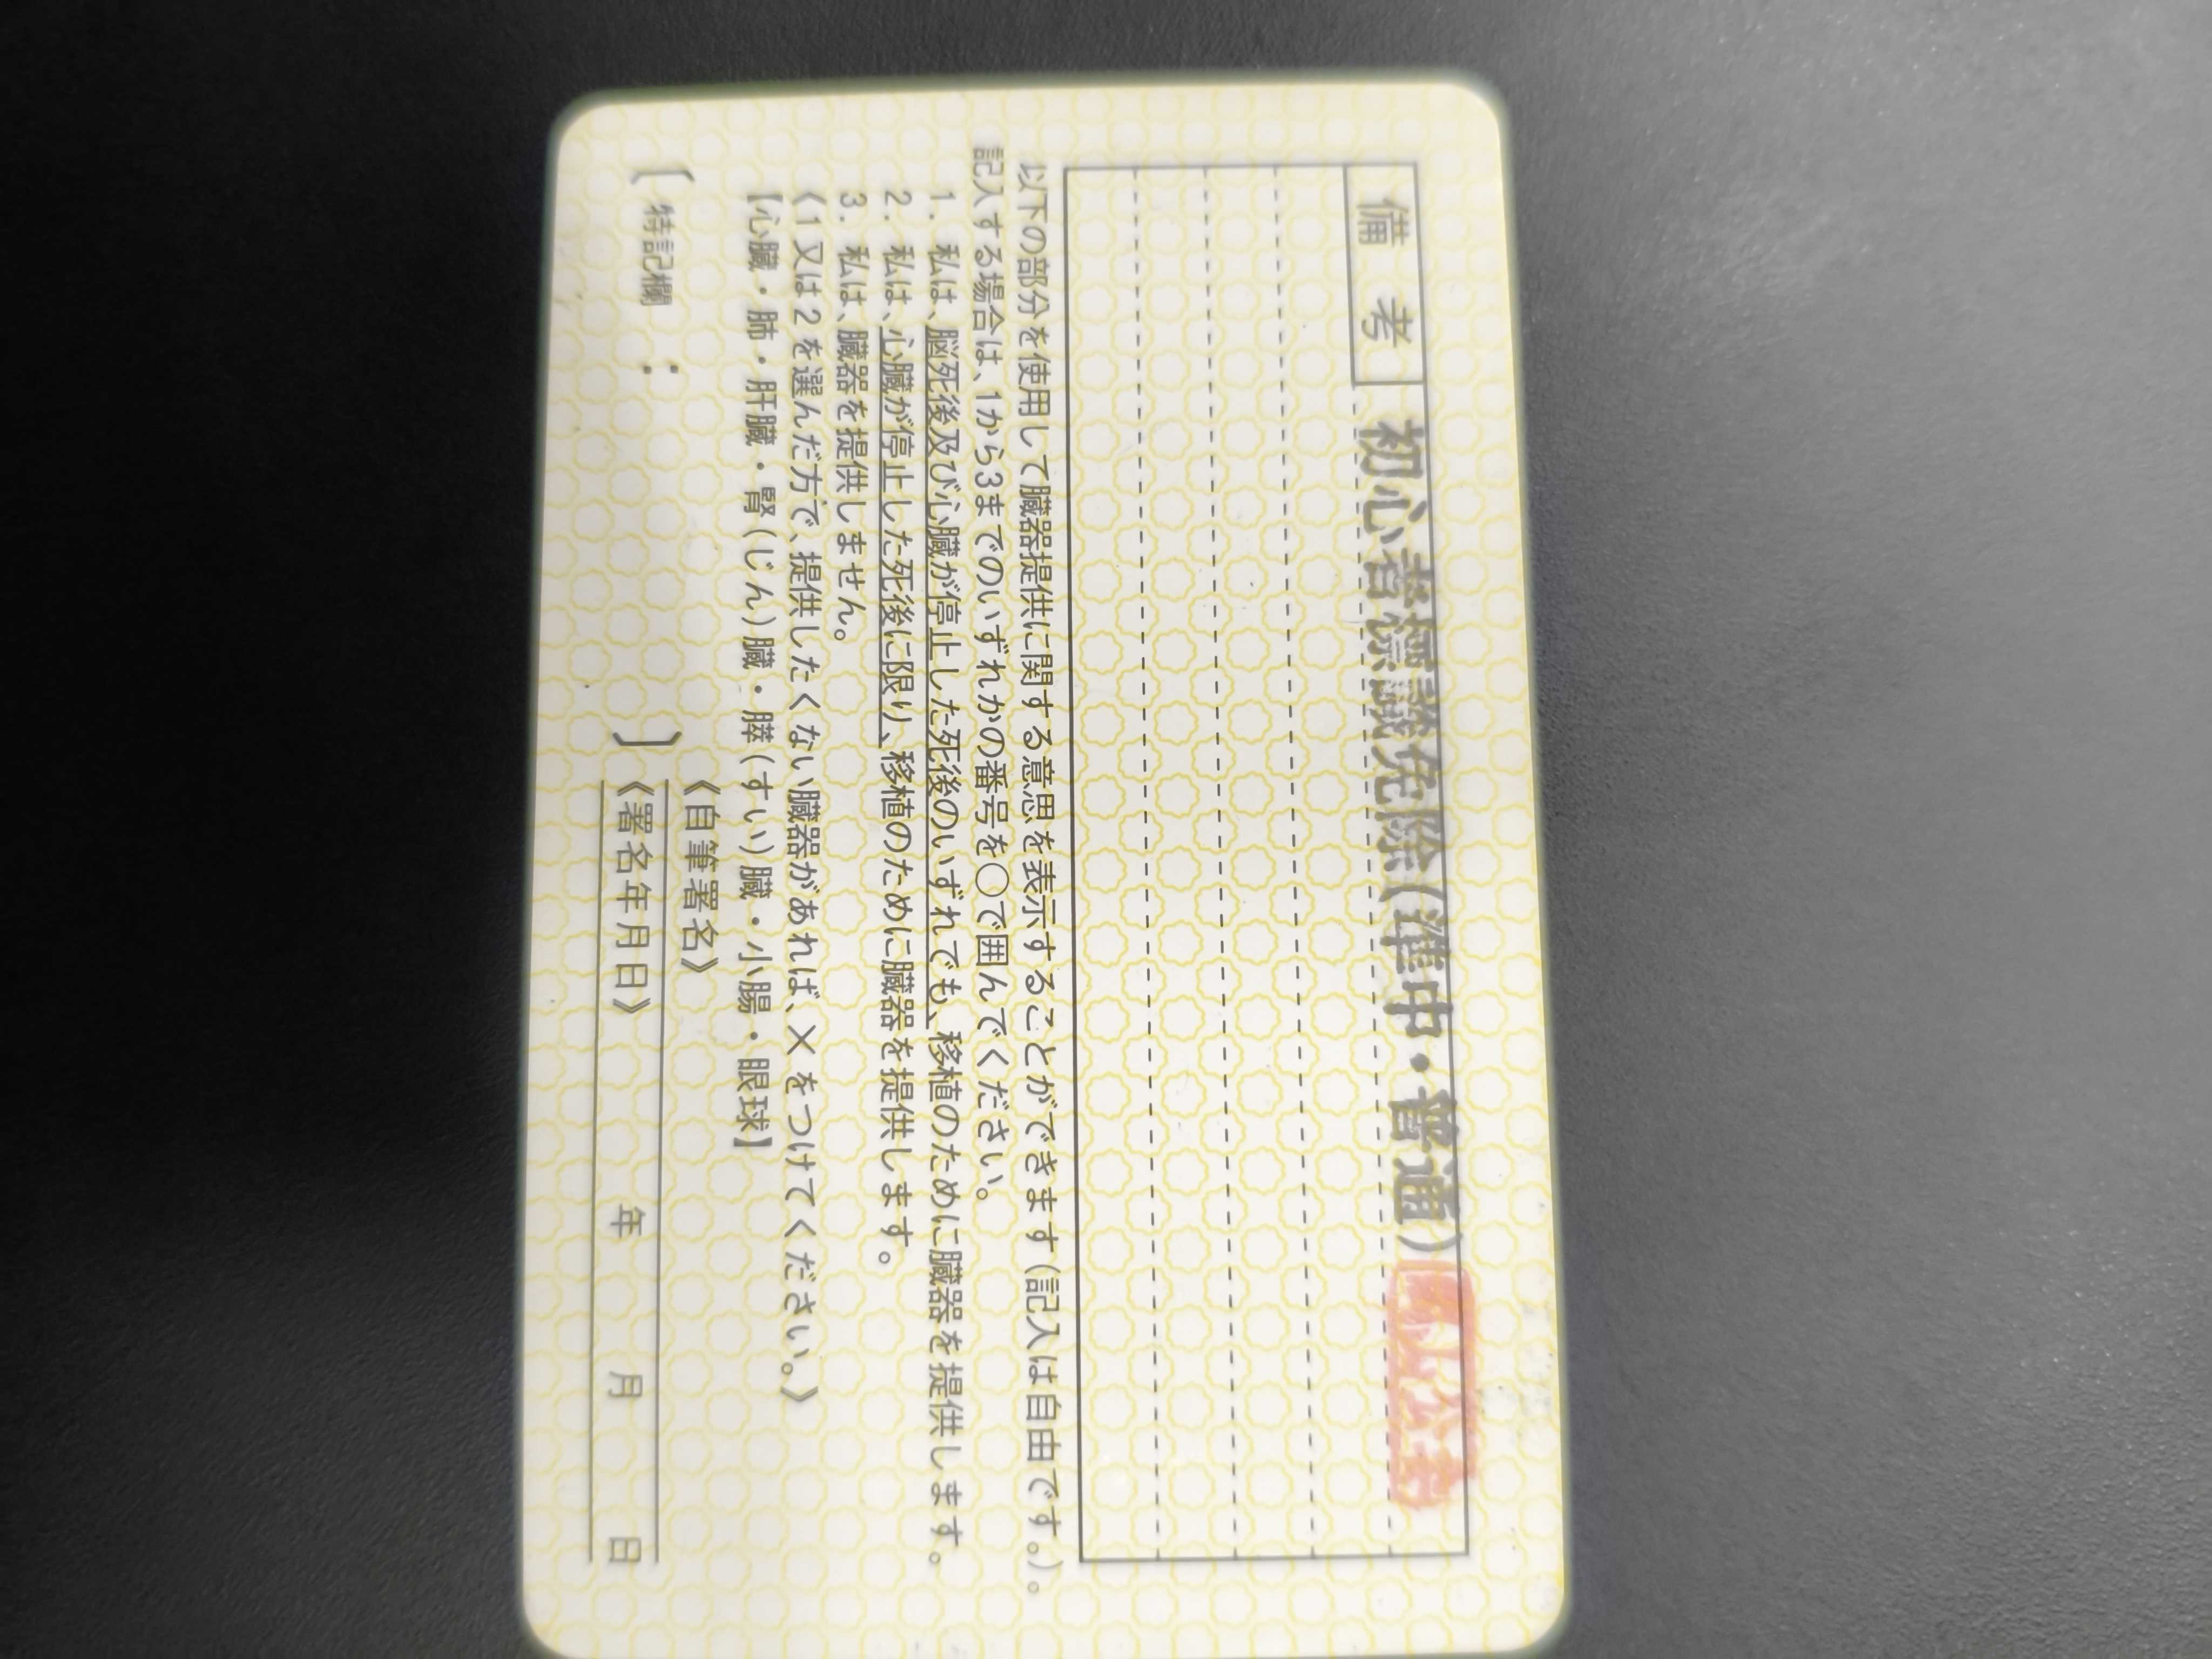 備考
初心者標識免除(準中・普通)
以下の部分を使用して臓器提供に関する意思を表示することができます(記入は自由です。)。
記入する場合は、1から3までのいずれかの番号を〇で囲んでください。
1. 私は、脳死後及び心臓が停止した死後のいずれでも、移植のために臓器を提供します。
2. 私は、心臓が停止した死後に限り、移植のために臓器を提供します。
3. 私は、臓器を提供しません。
〈1又は2を選んだ方で、提供したくない臓器があれば、×をつけてください。〉
【心臓・肺・肝臓・腎(じん)臓・膵(すい)臓・小腸・眼球】
〔特記欄:　〕
《自筆署名》
《署名年月日》　年　月　日